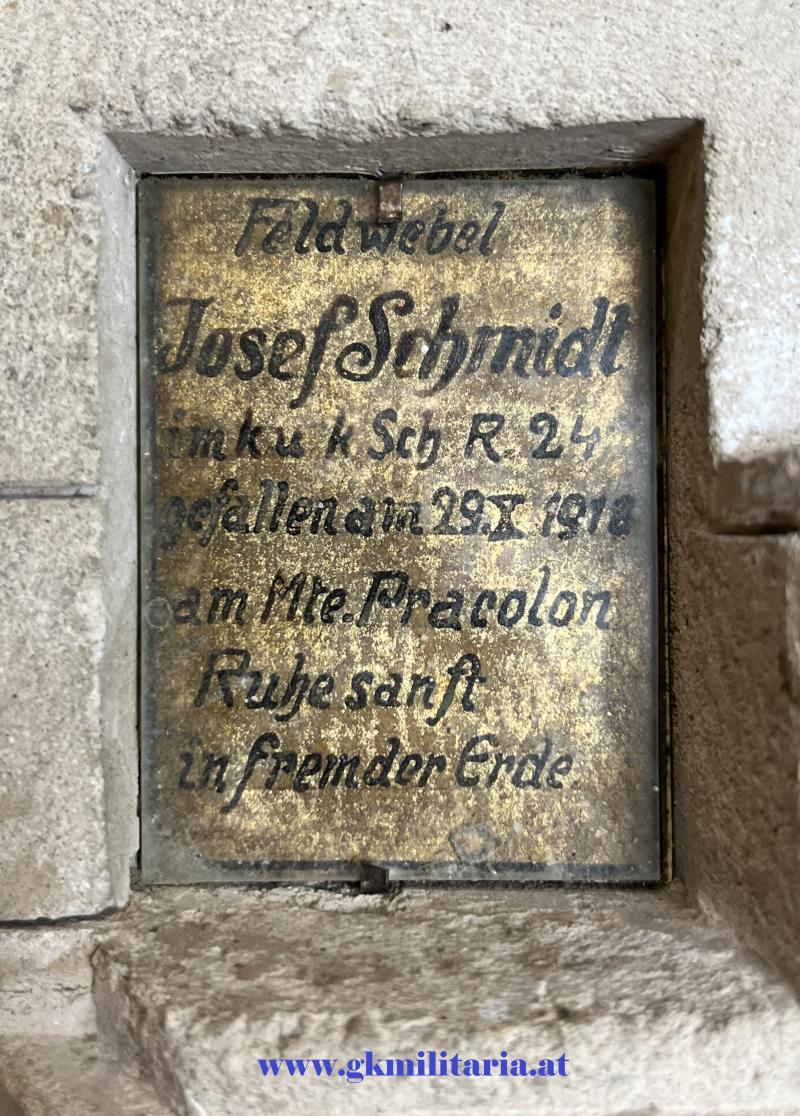 Feldwebel
Josef Schmidt
im k u k Sch R. 24
gefallen am 29.X 1918
am Mte. Pracolon
Ruhe sanft
in fremder Erde.
www.gkmilitaria.at